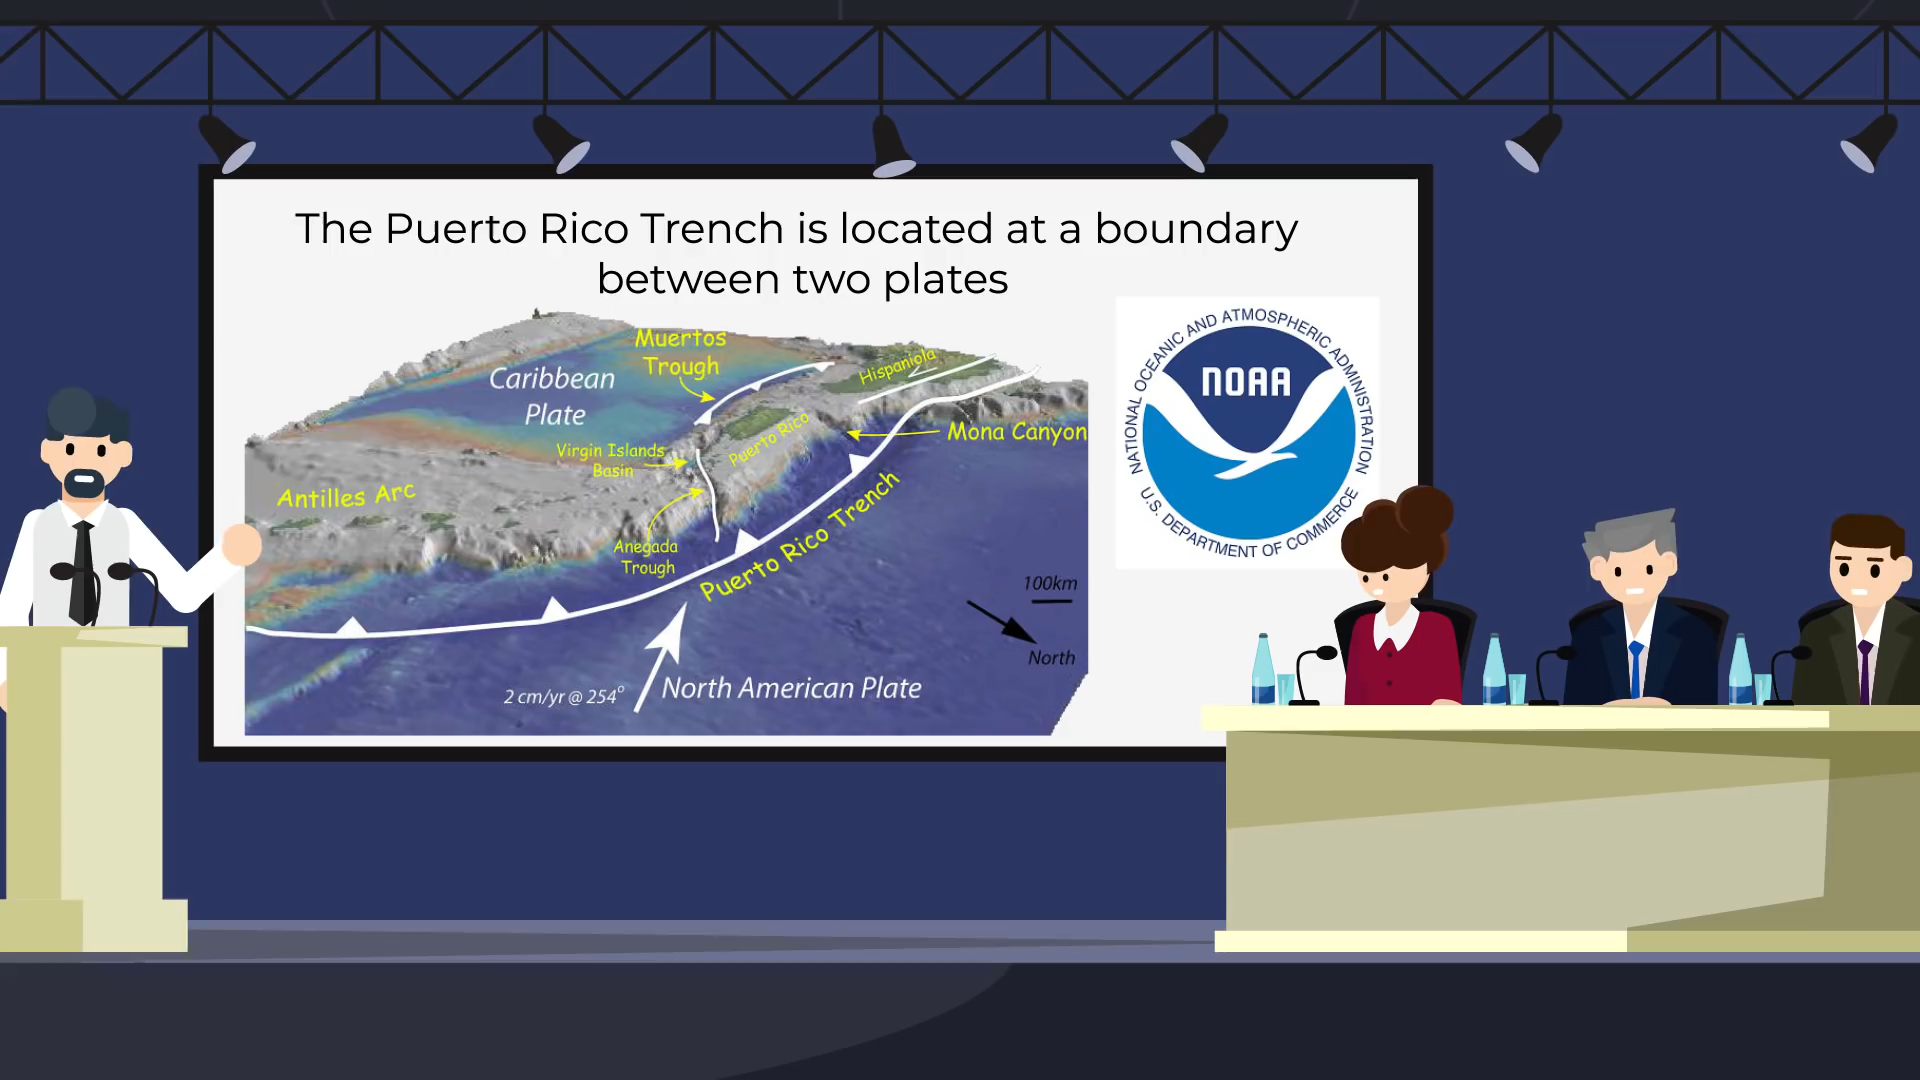 The Puerto Rico Trench is located at a boundary
between two plates
Muertos
Trough
Caribbean
Plate
Hispaniola
Virgin Islands
Basin
Puerto Rico
Mona Canyon
Antilles Arc
Anegada
Trough
Puerto Rico Trench
100km
North
2 cm/yr @ 254°
North American Plate
NATIONAL OCEANIC AND ATMOSPHERIC ADMINISTRATION
NOAA
U.S. DEPARTMENT OF COMMERCE